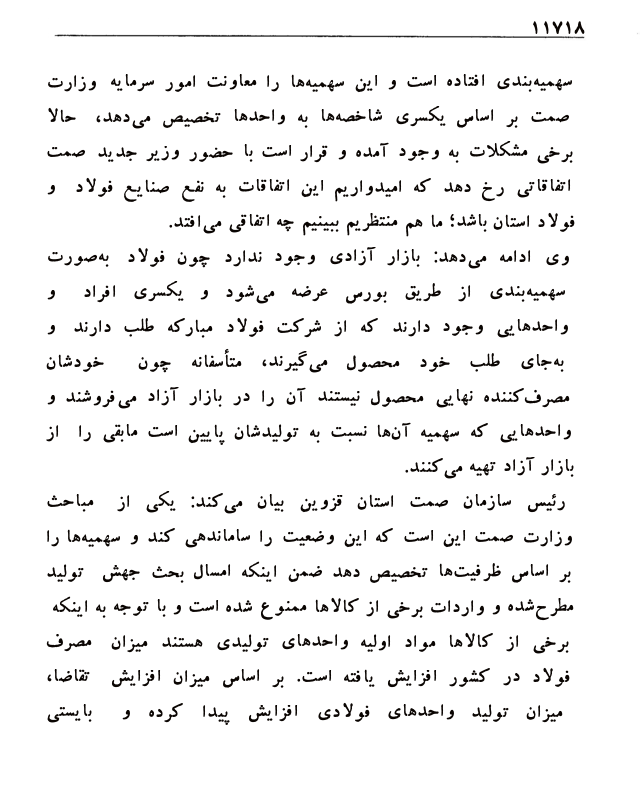 ۱۱۷۱۸
سهمیه‌بندی افتاده است و این سهمیه‌ها را معاونت امور سرمایه وزارت
صمت بر اساس یکسری شاخصه‌ها به واحدها تخصیص می‌دهد، حالا
برخی مشکلات به وجود آمده و قرار است با حضور وزیر جدید صمت
اتفاقاتی رخ دهد که امیدواریم این اتفاقات به نفع صنایع فولاد و
فولاد استان باشد؛ ما هم منتظریم ببینیم چه اتفاقی می‌افتد.
وی ادامه می‌دهد: بازار آزادی وجود ندارد چون فولاد به‌صورت
سهمیه‌بندی از طریق بورس عرضه می‌شود و یکسری افراد و
واحدهایی وجود دارند که از شرکت فولاد مبارکه طلب دارند و
به‌جای طلب خود محصول می‌گیرند، متأسفانه چون خودشان
مصرف‌کننده نهایی محصول نیستند آن را در بازار آزاد می‌فروشند و
واحدهایی که سهمیه آن‌ها نسبت به تولیدشان پایین است مابقی را از
بازار آزاد تهیه می‌کنند.
رئیس سازمان صمت استان قزوین بیان می‌کند: یکی از مباحث
وزارت صمت این است که این وضعیت را ساماندهی کند و سهمیه‌ها را
بر اساس ظرفیت‌ها تخصیص دهد ضمن اینکه امسال بحث جهش تولید
مطرح‌شده و واردات برخی از کالاها ممنوع شده است و با توجه به اینکه
برخی از کالاها مواد اولیه واحدهای تولیدی هستند میزان مصرف
فولاد در کشور افزایش یافته است. بر اساس میزان افزایش تقاضا،
میزان تولید واحدهای فولادی افزایش پیدا کرده و بایستی